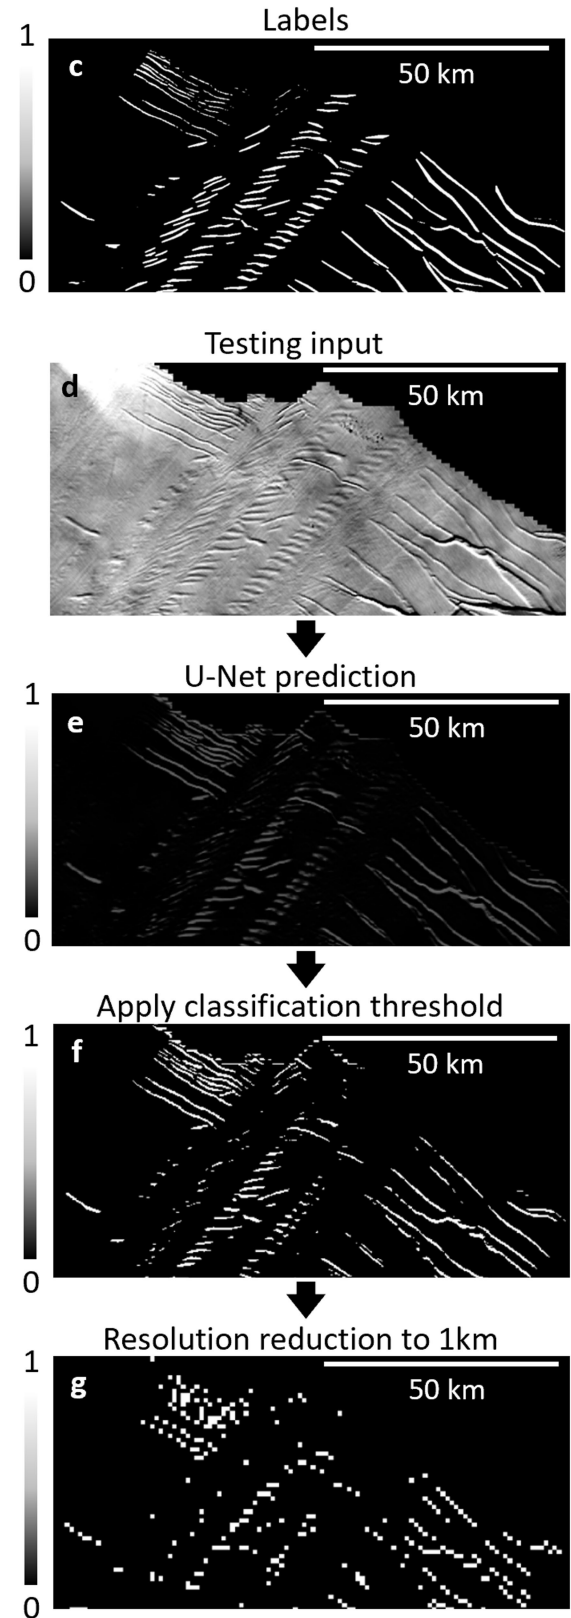 Labels
1
c
50 km
0
Testing input
d
50 km
U-Net prediction
1
e
50 km
0
Apply classification threshold
1
f
50 km
0
Resolution reduction to 1km
1
g
50 km
0